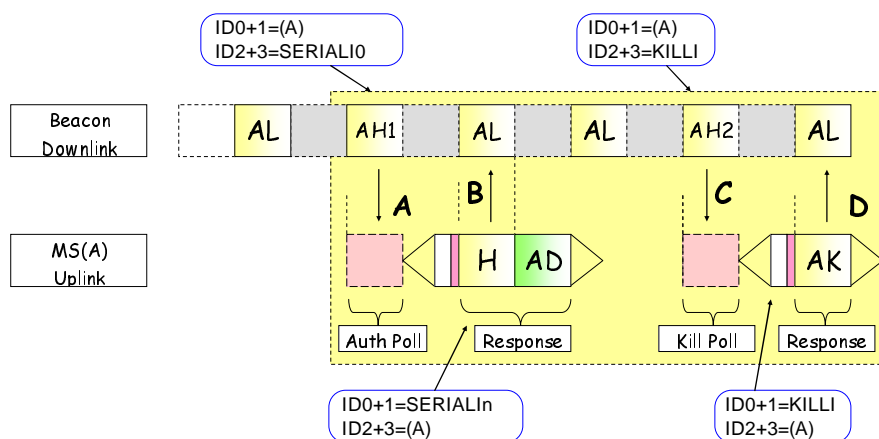 ID0+1=(A)
ID2+3=SERIALI0
ID0+1=(A)
ID2+3=KILLI
Beacon
Downlink
AL
AH1
AL
AL
AH2
AL
A
B
C
D
MS(A)
Uplink
H
AD
AK
Auth Poll
Response
Kill Poll
Response
ID0+1=SERIALIn
ID2+3=(A)
ID0+1=KILLI
ID2+3=(A)